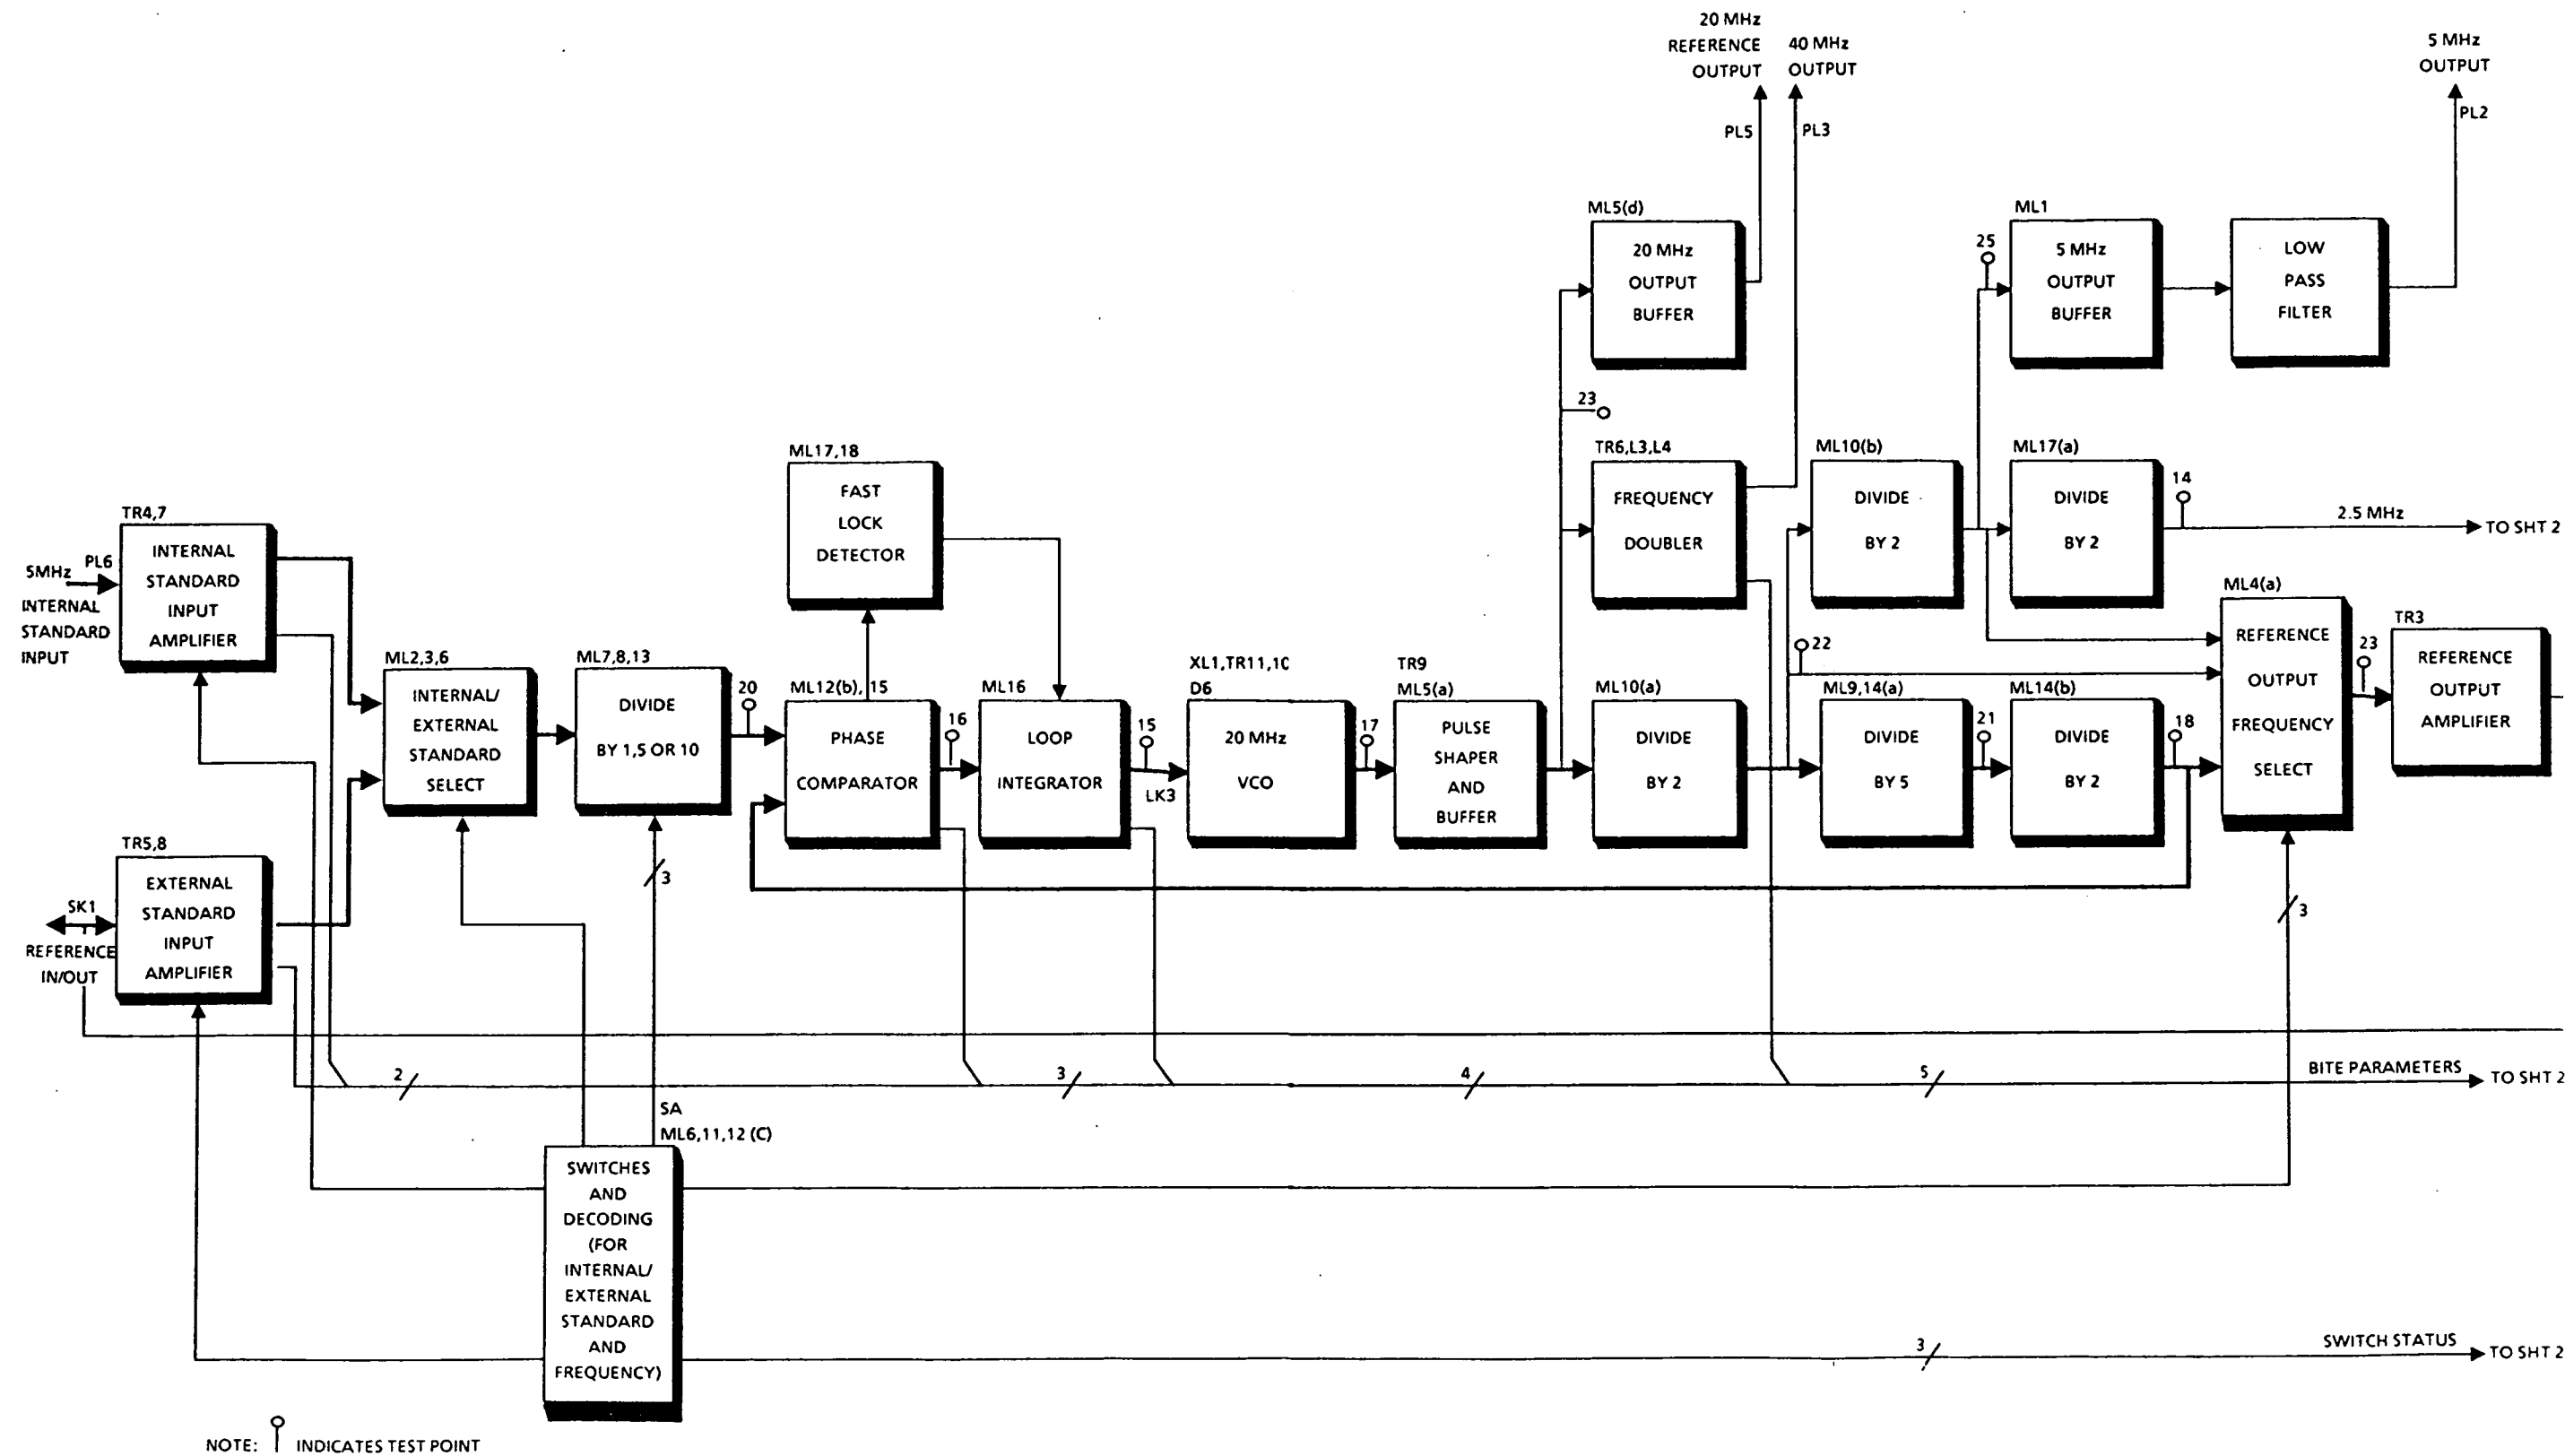 20 MHz
REFERENCE
OUTPUT
40 MHz
OUTPUT
5 MHz
OUTPUT
PL5
PL3
PL2
ML5(d)
20 MHz
OUTPUT
BUFFER
25
ML1
5 MHz
OUTPUT
BUFFER
LOW
PASS
FILTER
23
ML17,18
FAST
LOCK
DETECTOR
TR6,L3,L4
FREQUENCY
DOUBLER
ML10(b)
DIVIDE
BY 2
ML17(a)
DIVIDE
BY 2
14
2.5 MHz
TO SHT 2
TR4,7
INTERNAL
STANDARD
INPUT
AMPLIFIER
5MHz
PL6
INTERNAL
STANDARD
INPUT
ML2,3,6
INTERNAL/
EXTERNAL
STANDARD
SELECT
ML7,8,13
DIVIDE
BY 1,5 OR 10
20
ML12(b), 15
PHASE
COMPARATOR
16
ML16
LOOP
INTEGRATOR
15
LK3
XL1,TR11,10
D6
20 MHz
VCO
17
TR9
ML5(a)
PULSE
SHAPER
AND
BUFFER
ML10(a)
DIVIDE
BY 2
22
ML9,14(a)
DIVIDE
BY 5
21
ML14(b)
DIVIDE
BY 2
18
ML4(a)
REFERENCE
OUTPUT
FREQUENCY
SELECT
23
TR3
REFERENCE
OUTPUT
AMPLIFIER
TR5,8
EXTERNAL
STANDARD
INPUT
AMPLIFIER
SK1
REFERENCE
IN/OUT
3
3
2
3
4
5
BITE PARAMETERS
TO SHT 2
SA
ML6,11,12 (C)
SWITCHES
AND
DECODING
(FOR
INTERNAL/
EXTERNAL
STANDARD
AND
FREQUENCY)
3
SWITCH STATUS
TO SHT 2
NOTE:
INDICATES TEST POINT